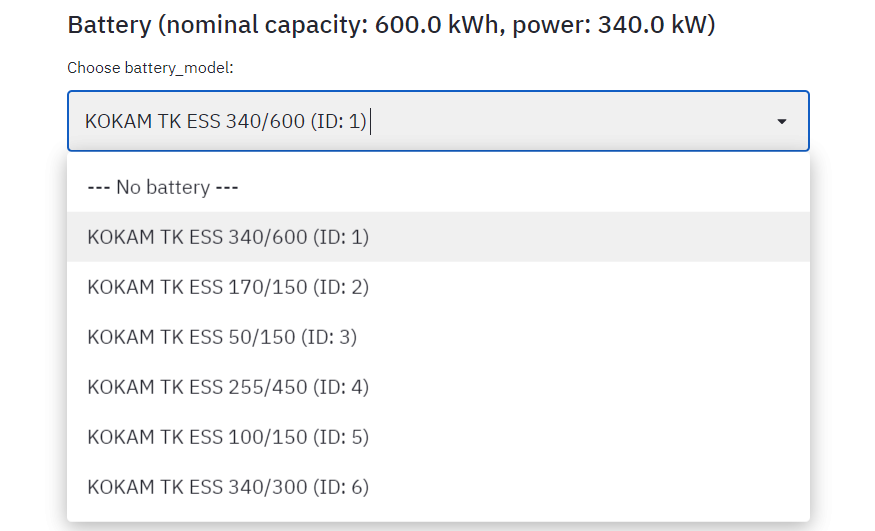 Battery (nominal capacity: 600.0 kWh, power: 340.0 kW)
Choose battery_model:
KOKAM TK ESS 340/600 (ID: 1)
--- No battery ---
KOKAM TK ESS 340/600 (ID: 1)
KOKAM TK ESS 170/150 (ID: 2)
KOKAM TK ESS 50/150 (ID: 3)
KOKAM TK ESS 255/450 (ID: 4)
KOKAM TK ESS 100/150 (ID: 5)
KOKAM TK ESS 340/300 (ID: 6)